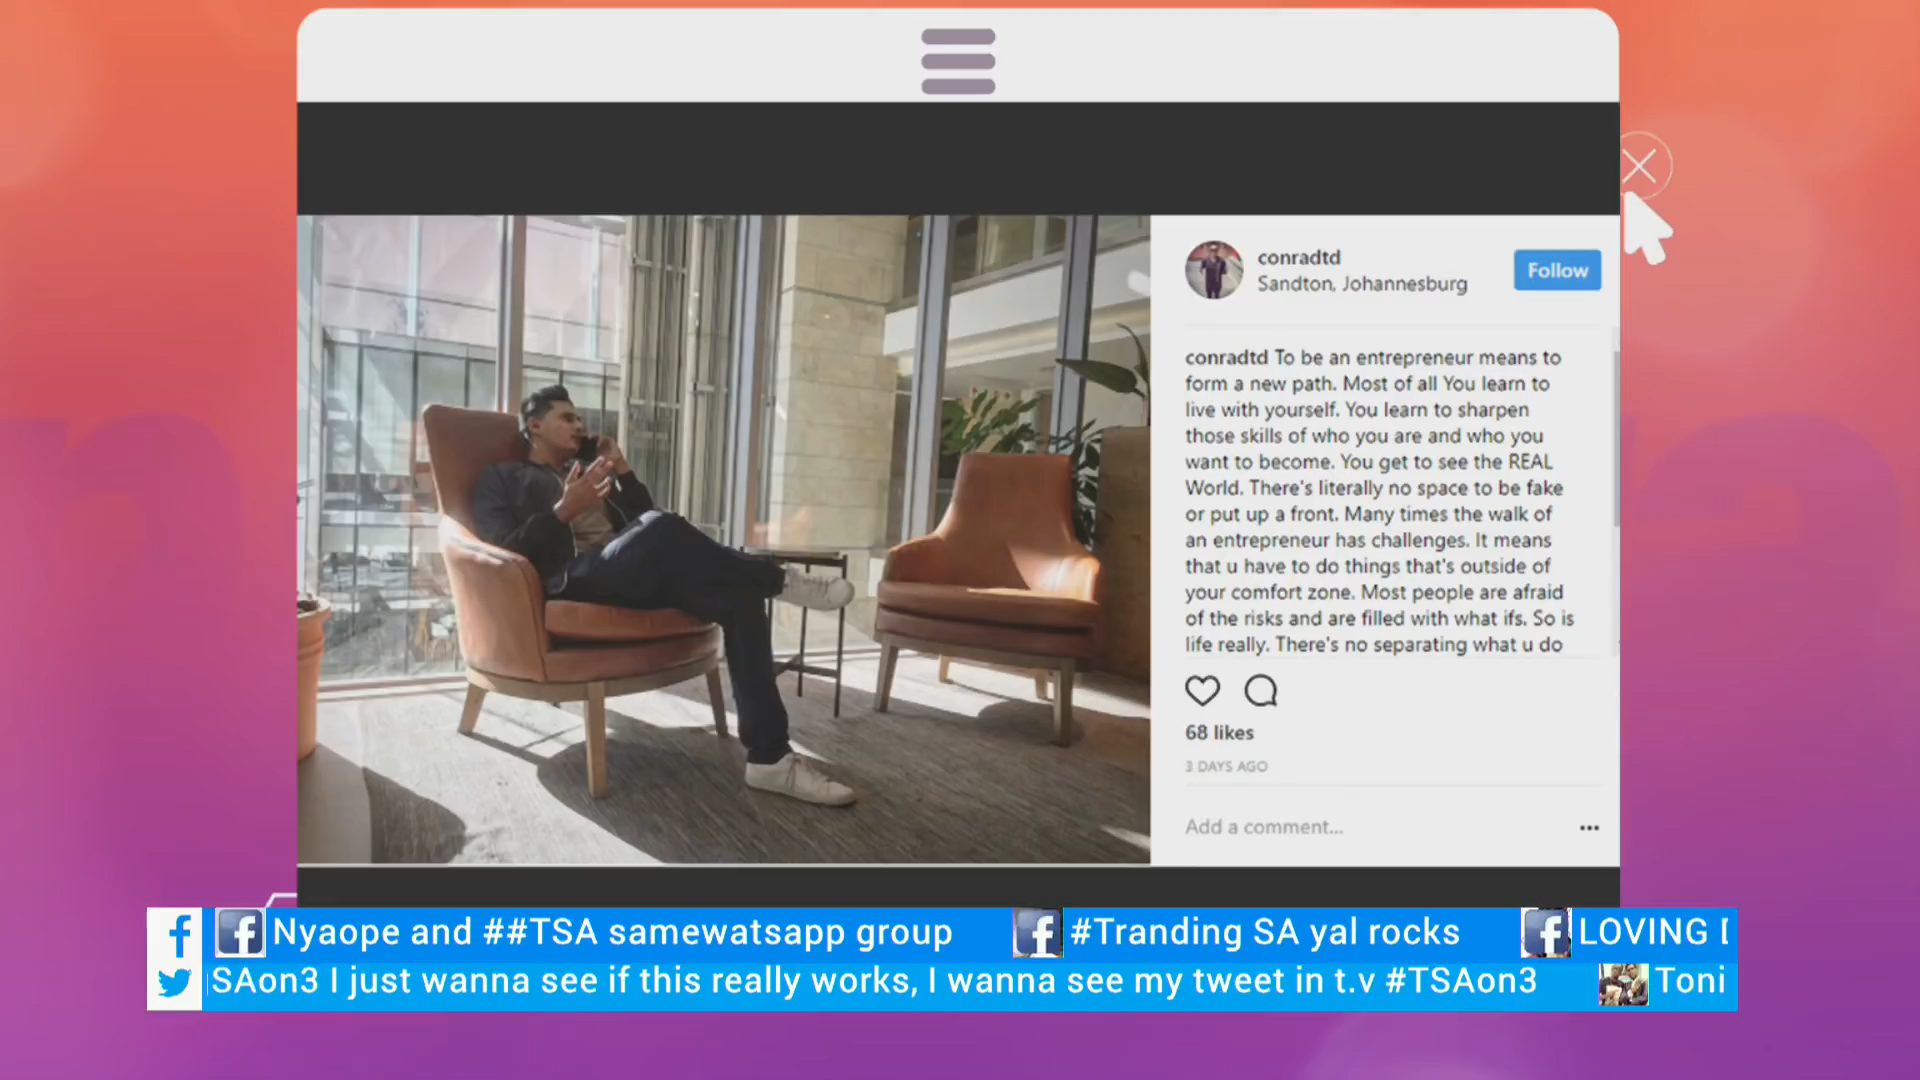 conradtd
Sandton, Johannesburg
Follow
conradtd To be an entrepreneur means to
form a new path. Most of all You learn to
live with yourself. You learn to sharpen
those skills of who you are and who you
want to become. You get to see the REAL
World. There's literally no space to be fake
or put up a front. Many times the walk of
an entrepreneur has challenges. It means
that u have to do things that's outside of
your comfort zone. Most people are afraid
of the risks and are filled with what ifs. So is
life really. There's no separating what u do
68 likes
3 DAYS AGO
Add a comment...
Nyaope and ##TSA samewatsapp group #Tranding SA yal rocks LOVING
SAon3 I just wanna see if this really works, I wanna see my tweet in t.v #TSAon3 Toni